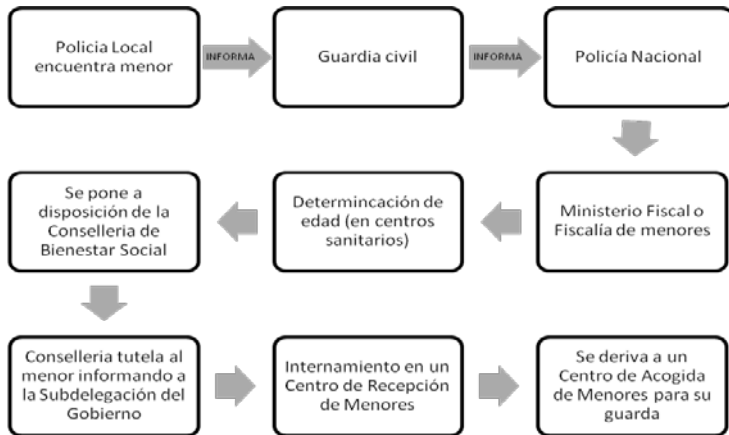 Policia Local
encuentra menor
INFORMA
Guardia civil
INFORMA
Policía Nacional
Ministerio Fiscal o
Fiscalía de menores
Determincación de
edad (en centros
sanitarios)
Se pone a
disposición de la
Conselleria de
Bienestar Social
Conselleria tutela al
menor informando a
la Subdelegación del
Gobierno
Internamiento en un
Centro de Recepción
de Menores
Se deriva a un
Centro de Acogida
de Menores para su
guarda